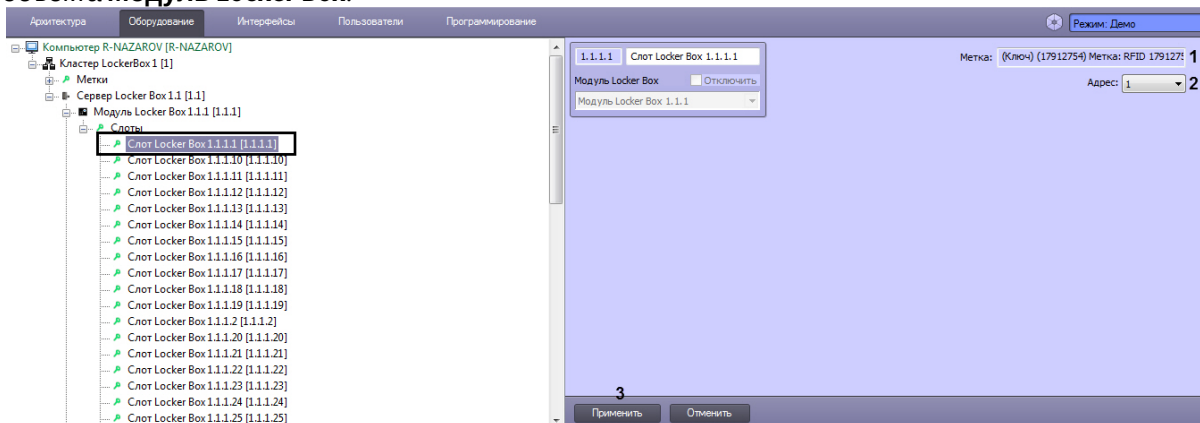 Архитектура Оборудование Интерфейсы Пользователи Программирование Режим: Демо
Компьютер R-NAZAROV [R-NAZAROV]
Кластер LockerBox 1 [1]
Метки
Сервер Locker Box 1.1 [1.1]
Модуль Locker Box 1.1.1 [1.1.1]
Слоты
Слот Locker Box 1.1.1.1 [1.1.1.1]
Слот Locker Box 1.1.1.10 [1.1.1.10]
Слот Locker Box 1.1.1.11 [1.1.1.11]
Слот Locker Box 1.1.1.12 [1.1.1.12]
Слот Locker Box 1.1.1.13 [1.1.1.13]
Слот Locker Box 1.1.1.14 [1.1.1.14]
Слот Locker Box 1.1.1.15 [1.1.1.15]
Слот Locker Box 1.1.1.16 [1.1.1.16]
Слот Locker Box 1.1.1.17 [1.1.1.17]
Слот Locker Box 1.1.1.18 [1.1.1.18]
Слот Locker Box 1.1.1.19 [1.1.1.19]
Слот Locker Box 1.1.1.2 [1.1.1.2]
Слот Locker Box 1.1.1.20 [1.1.1.20]
Слот Locker Box 1.1.1.21 [1.1.1.21]
Слот Locker Box 1.1.1.22 [1.1.1.22]
Слот Locker Box 1.1.1.23 [1.1.1.23]
Слот Locker Box 1.1.1.24 [1.1.1.24]
Слот Locker Box 1.1.1.25 [1.1.1.25]
1.1.1.1 Слот Locker Box 1.1.1.1
Модуль Locker Box Отключить
Модуль Locker Box 1.1.1
Метка: (Ключ) (17912754) Метка: RFID 179127 1
Адрес: 1 2
3
Применить Отменить